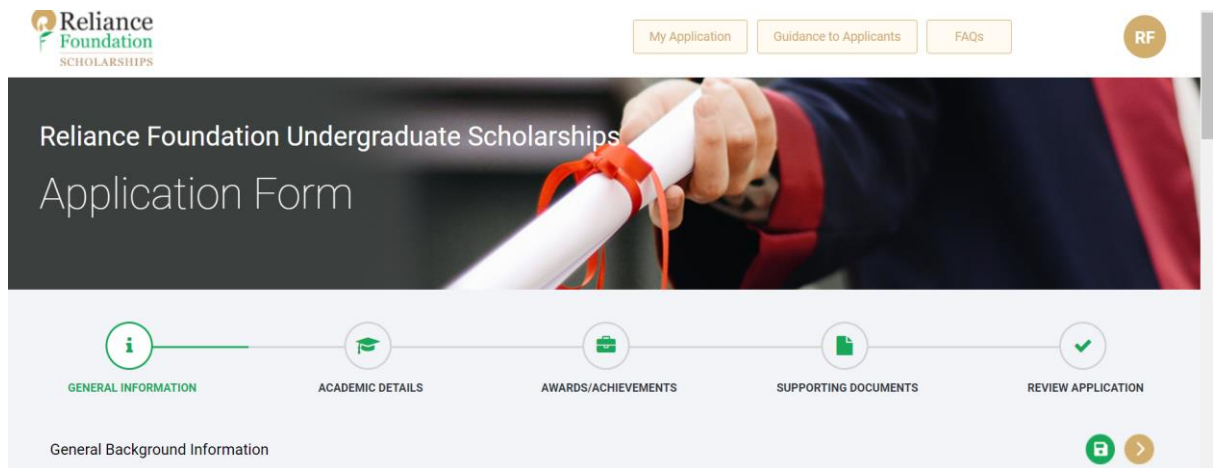 Reliance
Foundation
SCHOLARSHIPS
My Application
Guidance to Applicants
FAQs
RF
Reliance Foundation Undergraduate Scholarships
Application Form
GENERAL INFORMATION
ACADEMIC DETAILS
AWARDS/ACHIEVEMENTS
SUPPORTING DOCUMENTS
REVIEW APPLICATION
General Background Information